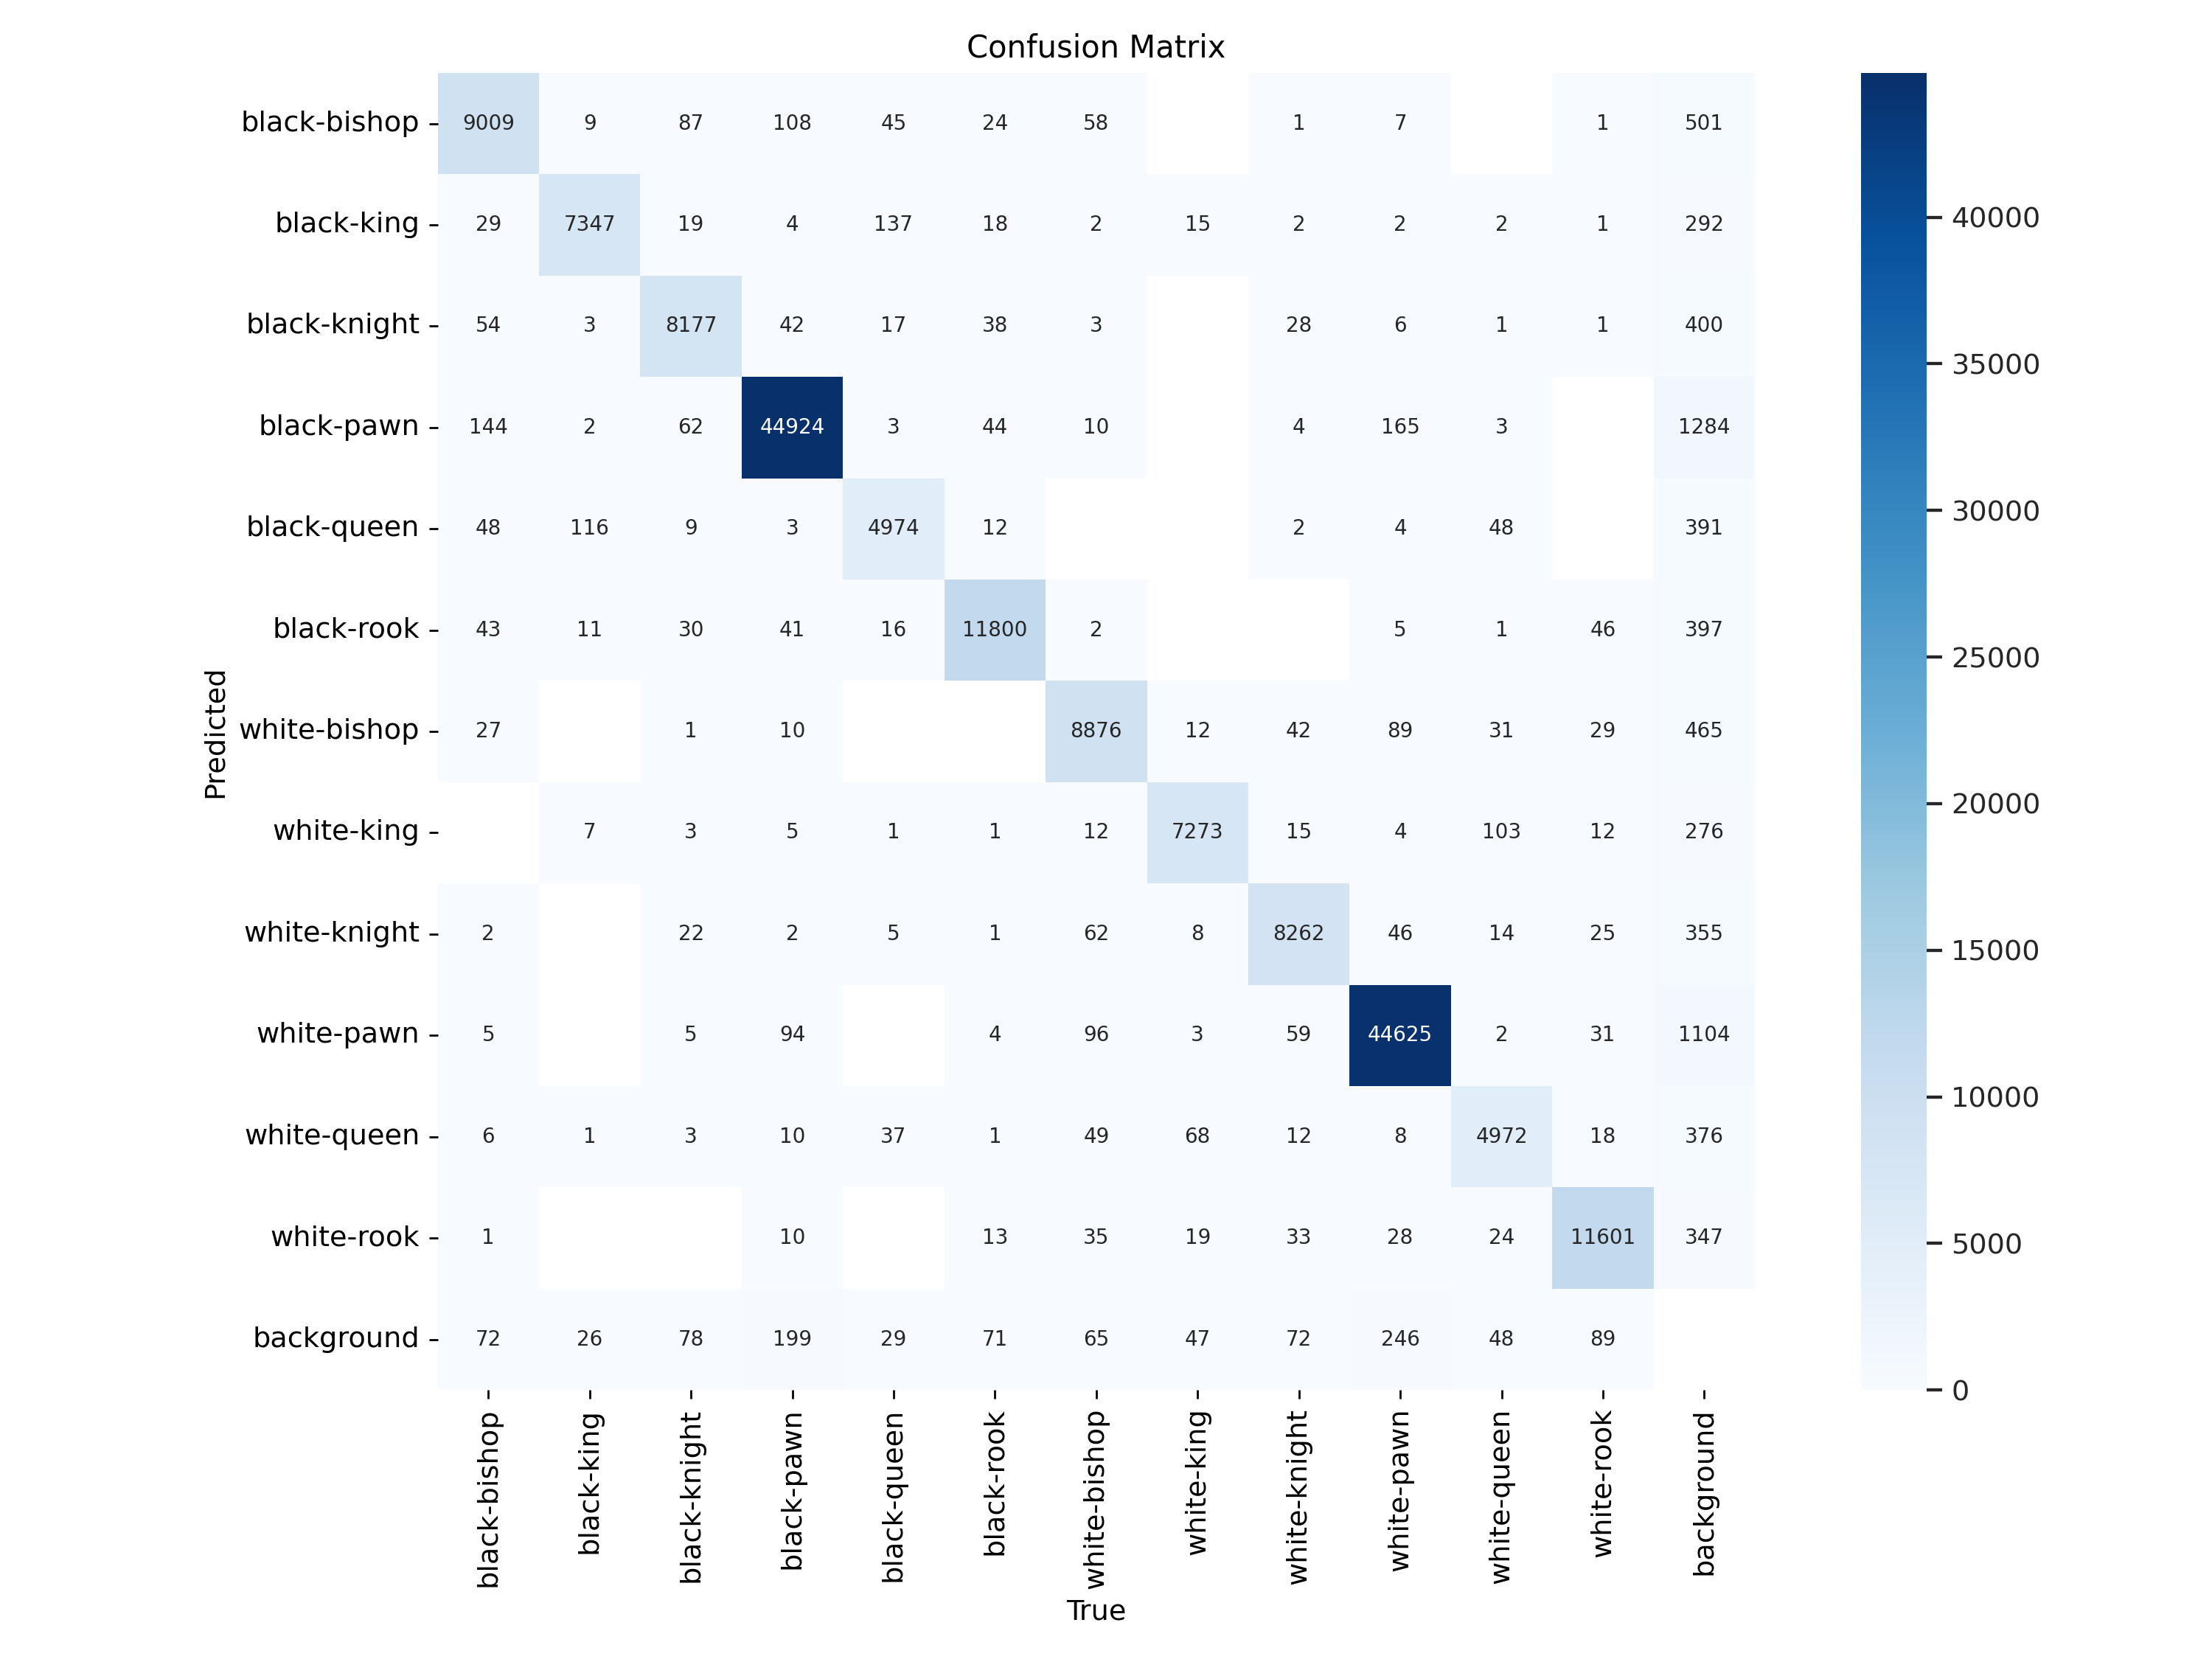 Confusion Matrix
black-bishop 9009 9 87 108 45 24 58 1 7 1 501
black-king 29 7347 19 4 137 18 2 15 2 2 2 1 292
black-knight 54 3 8177 42 17 38 3 28 6 1 1 400
black-pawn 144 2 62 44924 3 44 10 4 165 3 1284
black-queen 48 116 9 3 4974 12 2 4 48 391
black-rook 43 11 30 41 16 11800 2 5 1 46 397
white-bishop 27 1 10 8876 12 42 89 31 29 465
white-king 7 3 5 1 1 12 7273 15 4 103 12 276
white-knight 2 22 2 5 1 62 8 8262 46 14 25 355
white-pawn 5 5 94 4 96 3 59 44625 2 31 1104
white-queen 6 1 3 10 37 1 49 68 12 8 4972 18 376
white-rook 1 10 13 35 19 33 28 24 11601 347
background 72 26 78 199 29 71 65 47 72 246 48 89
black-bishop
black-king
black-knight
black-pawn
black-queen
black-rook
white-bishop
white-king
white-knight
white-pawn
white-queen
white-rook
background
True
Predicted
40000
35000
30000
25000
20000
15000
10000
5000
0